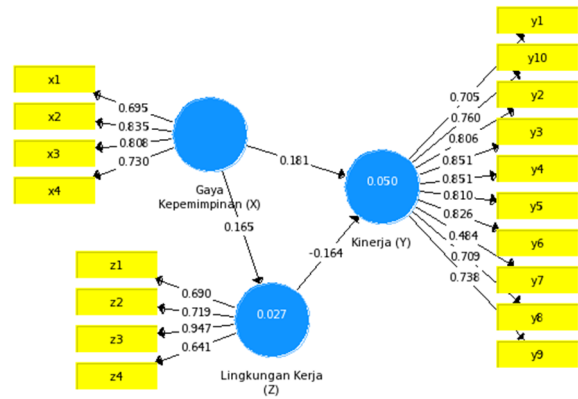 y1
x1
y10
0.695
0.705
x2
0.835
0.760
y2
0.806
x3
0.808
y3
0.851
x4
0.730
0.181
0.050
0.851
y4
0.810
y5
Gaya
Kepemimpinan (X)
0.826
0.165
Kinerja (Y)
0.484
y6
-0.164
0.709
z1
0.738
y7
0.690
z2
0.719
0.027
y8
z3
0.947
0.641
y9
z4
Lingkungan Kerja
(Z)